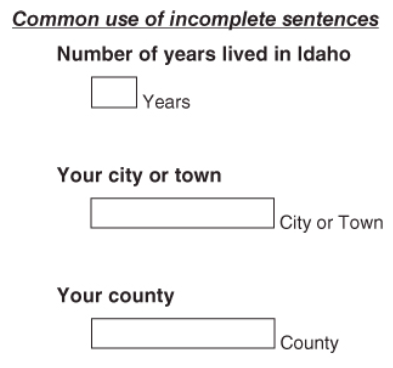 Common use of incomplete sentences
Number of years lived in Idaho
Years
Your city or town
City or Town
Your county
County